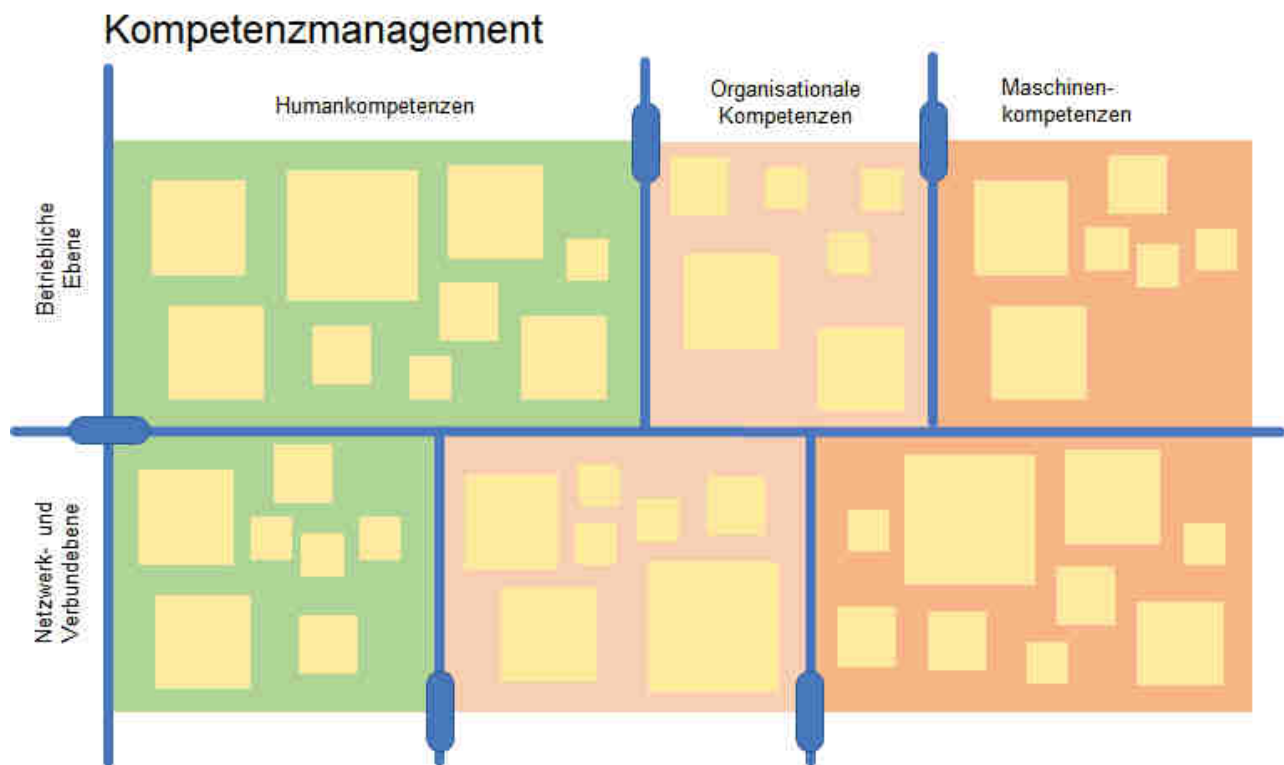 Kompetenzmanagement
Humankompetenzen
Organisationale
Kompetenzen
Maschinen-
kompetenzen
Betriebliche
Ebene
Netzwerk- und
Verbundebene